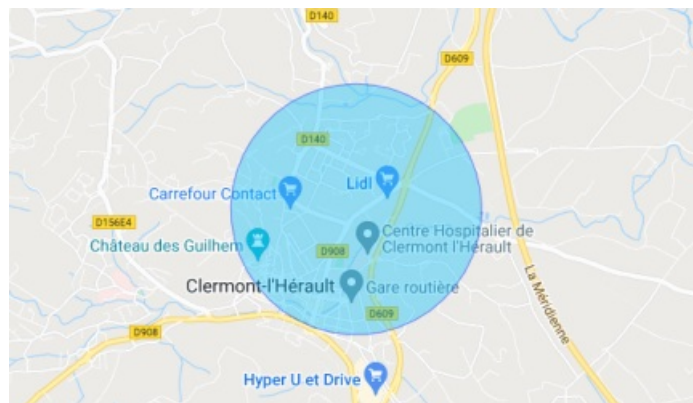 D140
D609
D140
Lidl
Carrefour Contact
D156E4
Centre Hospitalier de
Clermont l'Hérault
Château des Guilhem
D908
Clermont-l'Hérault
Gare routière
La Méridienne
D609
D908
Hyper U et Drive